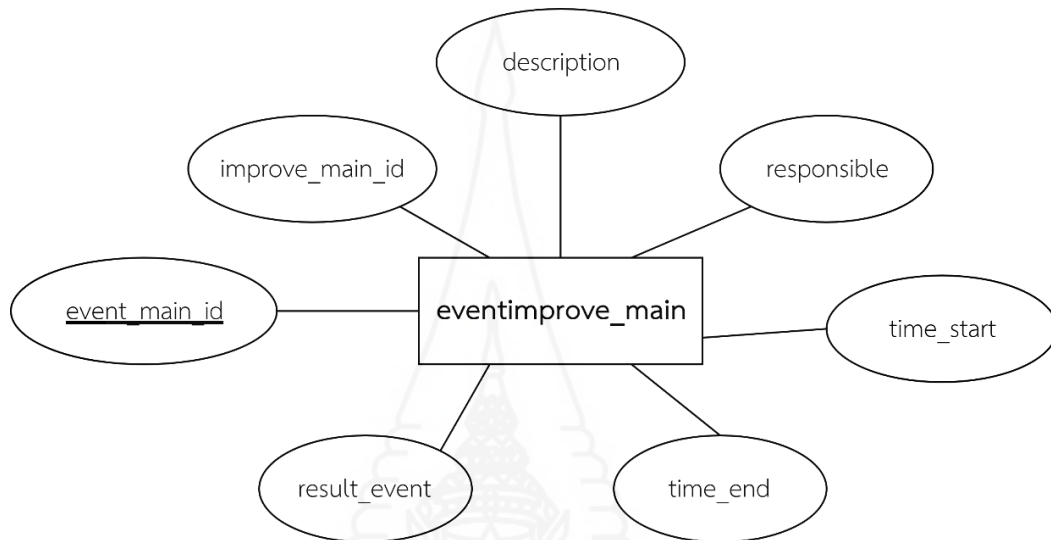 description
improve_main_id
responsible
eventimprove_main
event_main_id
time_start
result_event
time_end